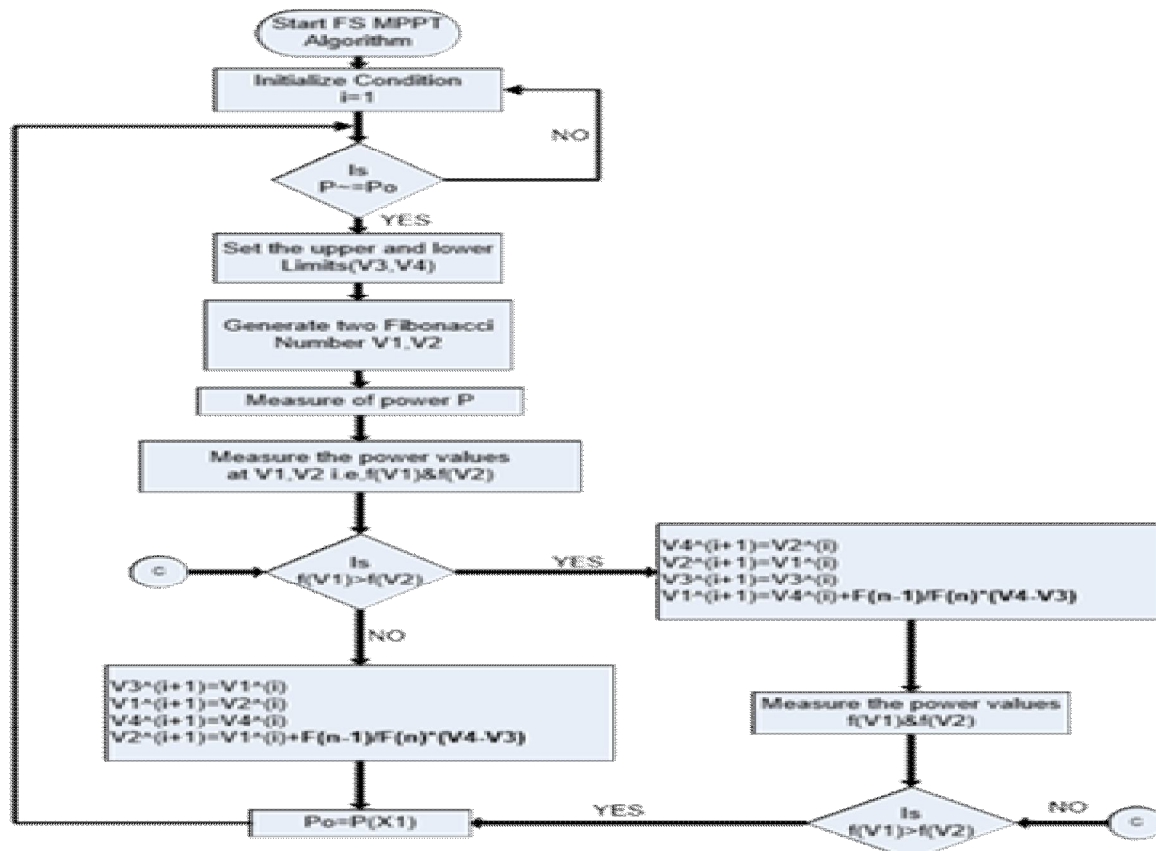 Start FS MPPT
Algorithm
Initialize Condition
i=1
NO
Is
P~=Po
YES
Set the upper and lower
Limits(V3,V4)
Generate two Fibonacci
Number V1,V2
Measure of power P
Measure the power values
at V1,V2 i.e,f(V1)&f(V2)
c
Is
f(V1)>f(V2)
YES
V4^(i+1)=V2^(i)
V2^(i+1)=V1^(i)
V3^(i+1)=V3^(i)
V1^(i+1)=V4^(i)+F(n-1)/F(n)*(V4-V3)
NO
V3^(i+1)=V1^(i)
V1^(i+1)=V2^(i)
V4^(i+1)=V4^(i)
V2^(i+1)=V1^(i)+F(n-1)/F(n)*(V4-V3)
Measure the power values
f(V1)&f(V2)
Po=P(X1)
YES
Is
f(V1)>f(V2)
NO
c